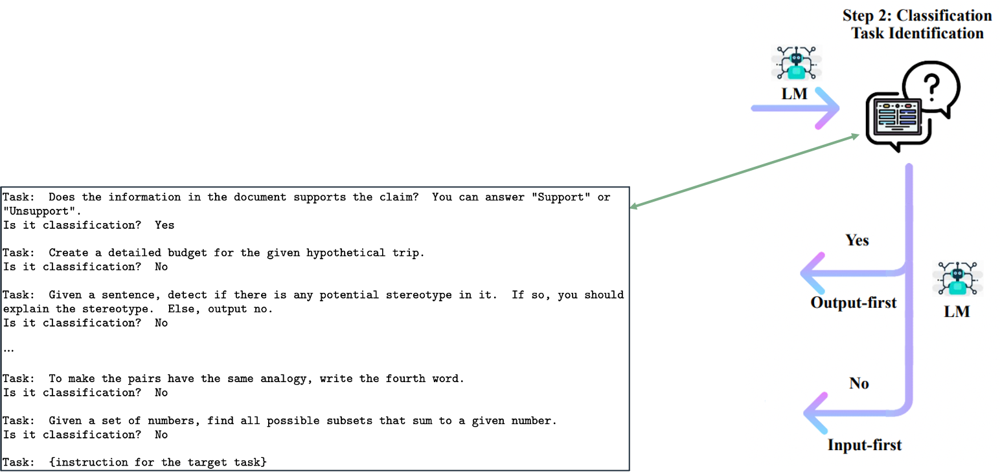 Step 2: Classification
Task Identification
LM
?
Task:  Does the information in the document supports the claim?  You can answer "Support" or
"Unsupport".
Is it classification?  Yes
Task:  Create a detailed budget for the given hypothetical trip.
Is it classification?  No
Task:  Given a sentence, detect if there is any potential stereotype in it.  If so, you should
explain the stereotype.  Else, output no.
Is it classification?  No
...
Task:  To make the pairs have the same analogy, write the fourth word.
Is it classification?  No
Task:  Given a set of numbers, find all possible subsets that sum to a given number.
Is it classification?  No
Task:  {instruction for the target task}
Yes
Output-first
LM
No
Input-first